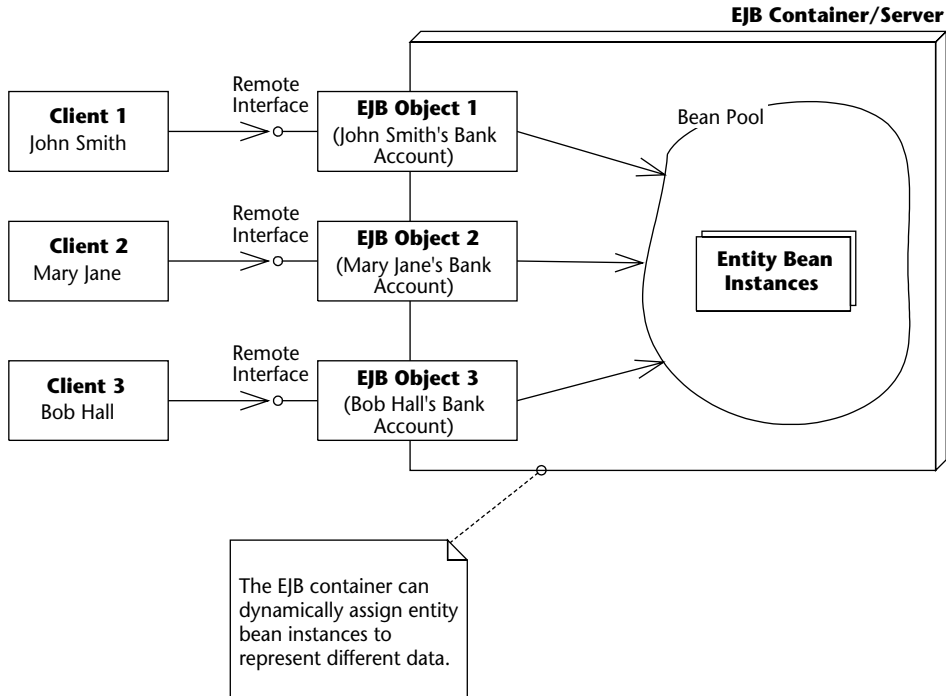 EJB Container/Server
Remote
Interface
Client 1
John Smith
EJB Object 1
(John Smith's Bank
Account)
Bean Pool
Remote
Interface
Client 2
Mary Jane
EJB Object 2
(Mary Jane's Bank
Account)
Entity Bean
Instances
Remote
Interface
Client 3
Bob Hall
EJB Object 3
(Bob Hall's Bank
Account)
The EJB container can
dynamically assign entity
bean instances to
represent different data.